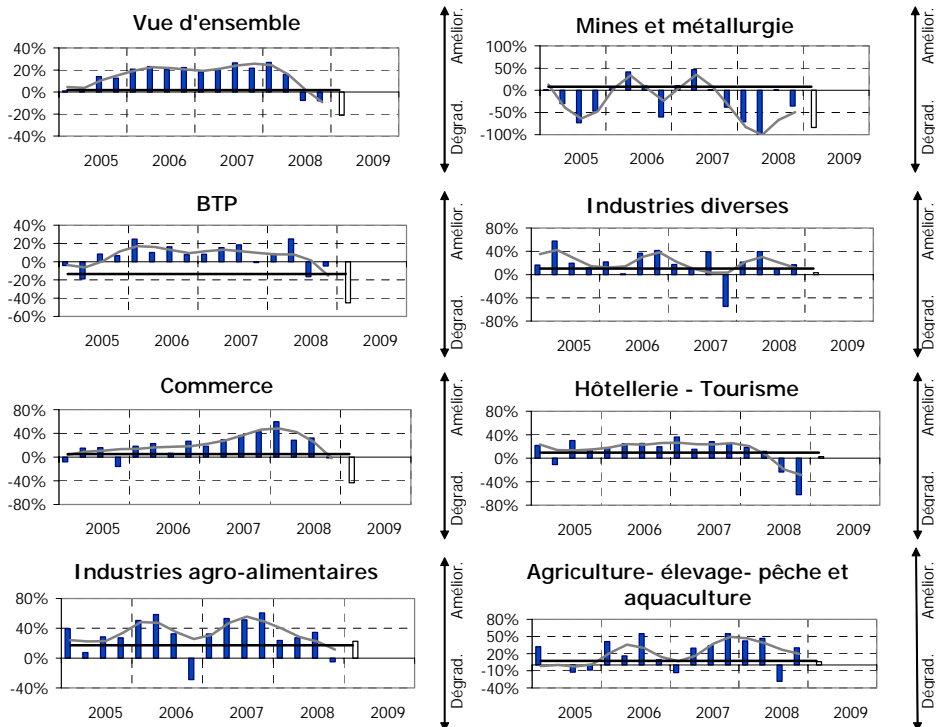 Vue d'ensemble
40%
20%
0%
-20%
-40%
2005 2006 2007 2008 2009
Amélior.
Dégrad.
Mines et métallurgie
100%
50%
0%
-50%
-100%
2005 2006 2007 2008 2009
Amélior.
Dégrad.
BTP
40%
20%
0%
-20%
-40%
-60%
2005 2006 2007 2008 2009
Amélior.
Dégrad.
Industries diverses
80%
40%
0%
-40%
-80%
2005 2006 2007 2008 2009
Amélior.
Dégrad.
Commerce
80%
40%
0%
-40%
-80%
2005 2006 2007 2008 2009
Amélior.
Dégrad.
Hôtellerie - Tourisme
80%
40%
0%
-40%
-80%
2005 2006 2007 2008 2009
Amélior.
Dégrad.
Industries agro-alimentaires
80%
40%
0%
-40%
2005 2006 2007 2008 2009
Amélior.
Dégrad.
Agriculture- élevage- pêche et
aquaculture
80%
50%
20%
-10%
-40%
2005 2006 2007 2008 2009
Amélior.
Dégrad.